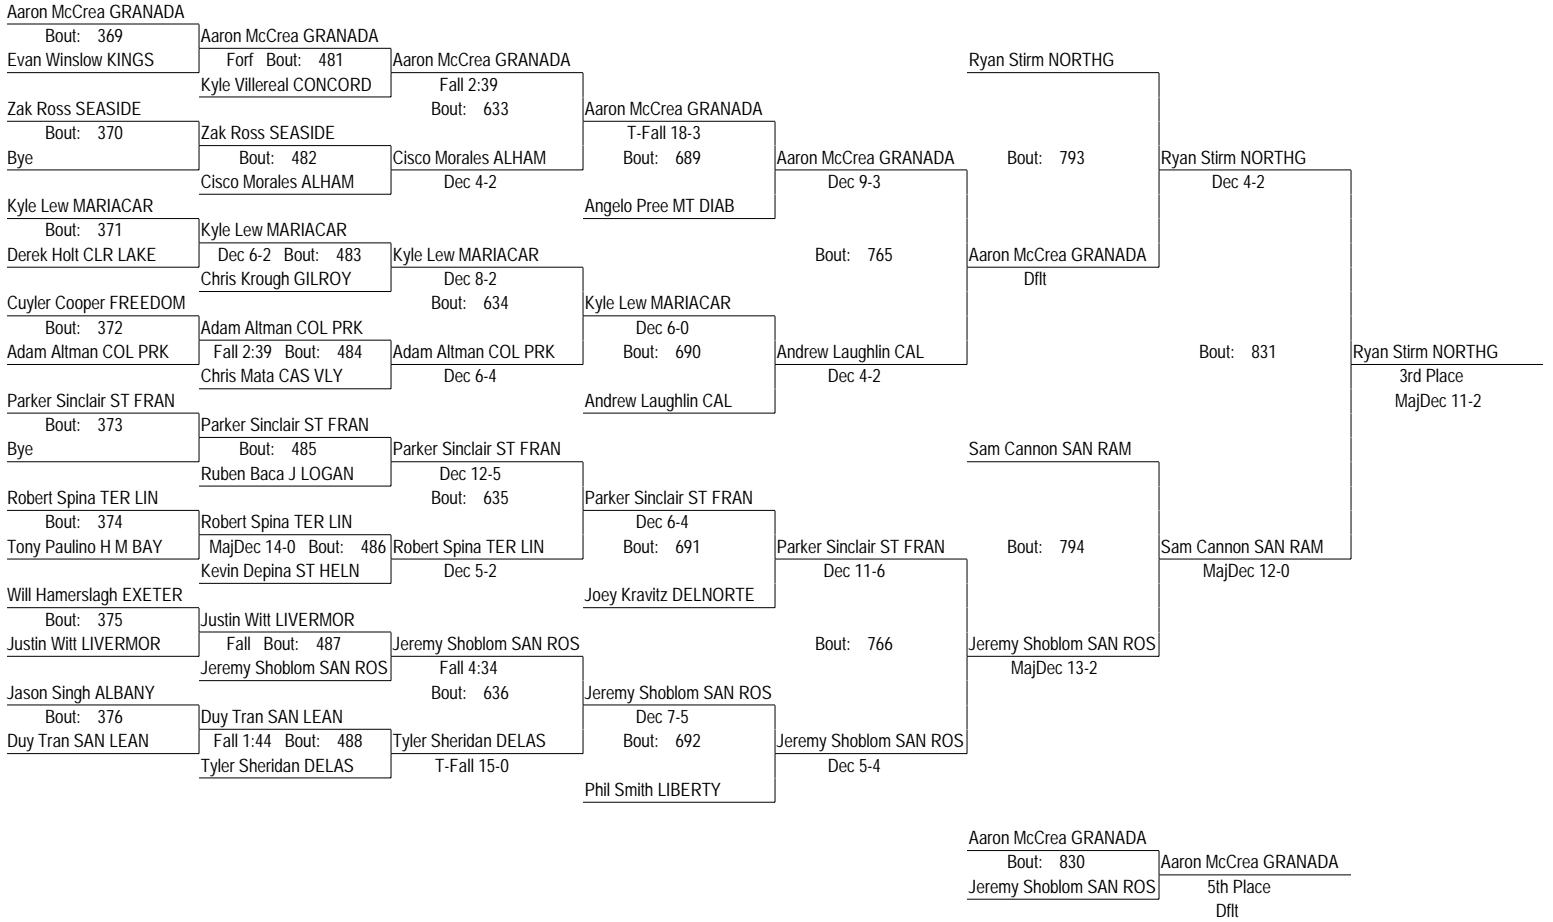 Aaron McCrea GRANADA
Bout: 369
Evan Winslow KINGS
Zak Ross SEASIDE
Bout: 370
Bye
Kyle Lew MARIACAR
Bout: 371
Derek Holt CLR LAKE
Cuyler Cooper FREEDOM
Bout: 372
Adam Altman COL PRK
Parker Sinclair ST FRAN
Bout: 373
Bye
Robert Spina TER LIN
Bout: 374
Tony Paulino H M BAY
Will Hamerslagh EXETER
Bout: 375
Justin Witt LIVERMOR
Jason Singh ALBANY
Bout: 376
Duy Tran SAN LEAN
Aaron McCrea GRANADA
Forf Bout: 481
Kyle Villereal CONCORD
Zak Ross SEASIDE
Bout: 482
Cisco Morales ALHAM
Kyle Lew MARIACAR
Dec 6-2 Bout: 483
Chris Krough GILROY
Adam Altman COL PRK
Fall 2:39 Bout: 484
Chris Mata CAS VLY
Parker Sinclair ST FRAN
Bout: 485
Ruben Baca J LOGAN
Robert Spina TER LIN
MajDec 14-0 Bout: 486
Kevin Depina ST HELN
Justin Witt LIVERMOR
Fall Bout: 487
Jeremy Shoblom SAN ROS
Duy Tran SAN LEAN
Fall 1:44 Bout: 488
Tyler Sheridan DELAS
Aaron McCrea GRANADA
Fall 2:39
Bout: 633
Cisco Morales ALHAM
Dec 4-2
Kyle Lew MARIACAR
Dec 8-2
Bout: 634
Adam Altman COL PRK
Dec 6-4
Parker Sinclair ST FRAN
Dec 12-5
Bout: 635
Robert Spina TER LIN
Dec 5-2
Jeremy Shoblom SAN ROS
Fall 4:34
Bout: 636
Tyler Sheridan DELAS
T-Fall 15-0
Aaron McCrea GRANADA
T-Fall 18-3
Bout: 689
Angelo Pree MT DIAB
Kyle Lew MARIACAR
Dec 6-0
Bout: 690
Andrew Laughlin CAL
Parker Sinclair ST FRAN
Dec 6-4
Bout: 691
Joey Kravitz DELNORTE
Jeremy Shoblom SAN ROS
Dec 7-5
Bout: 692
Phil Smith LIBERTY
Aaron McCrea GRANADA
Dec 9-3
Bout: 765
Andrew Laughlin CAL
Dec 4-2
Parker Sinclair ST FRAN
Dec 11-6
Bout: 766
Jeremy Shoblom SAN ROS
Dec 5-4
Ryan Stirm NORTHG
Bout: 793
Aaron McCrea GRANADA
Dflt
Sam Cannon SAN RAM
Bout: 794
Jeremy Shoblom SAN ROS
MajDec 13-2
Ryan Stirm NORTHG
Dec 4-2
Bout: 831
Sam Cannon SAN RAM
MajDec 12-0
Ryan Stirm NORTHG
3rd Place
MajDec 11-2
Aaron McCrea GRANADA
Bout: 830
Jeremy Shoblom SAN ROS
Aaron McCrea GRANADA
5th Place
Dflt